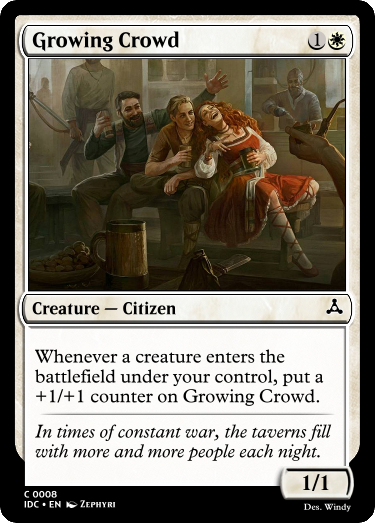 Growing Crowd 1
Creature — Citizen
Whenever a creature enters the
battlefield under your control, put a
+1/+1 counter on Growing Crowd.
In times of constant war, the taverns fill
with more and more people each night.
1/1
C 0008
IDC • EN Zephyri
Des. Windy